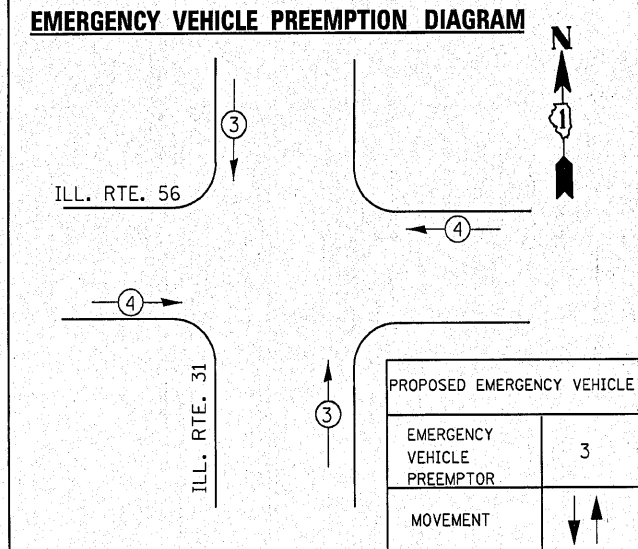 EMERGENCY VEHICLE PREEMPTION DIAGRAM
N
1
3
ILL. RTE. 56
4
4
ILL. RTE. 31
3
PROPOSED EMERGENCY VEHICLE
EMERGENCY
VEHICLE
PREEMPTOR
3
MOVEMENT